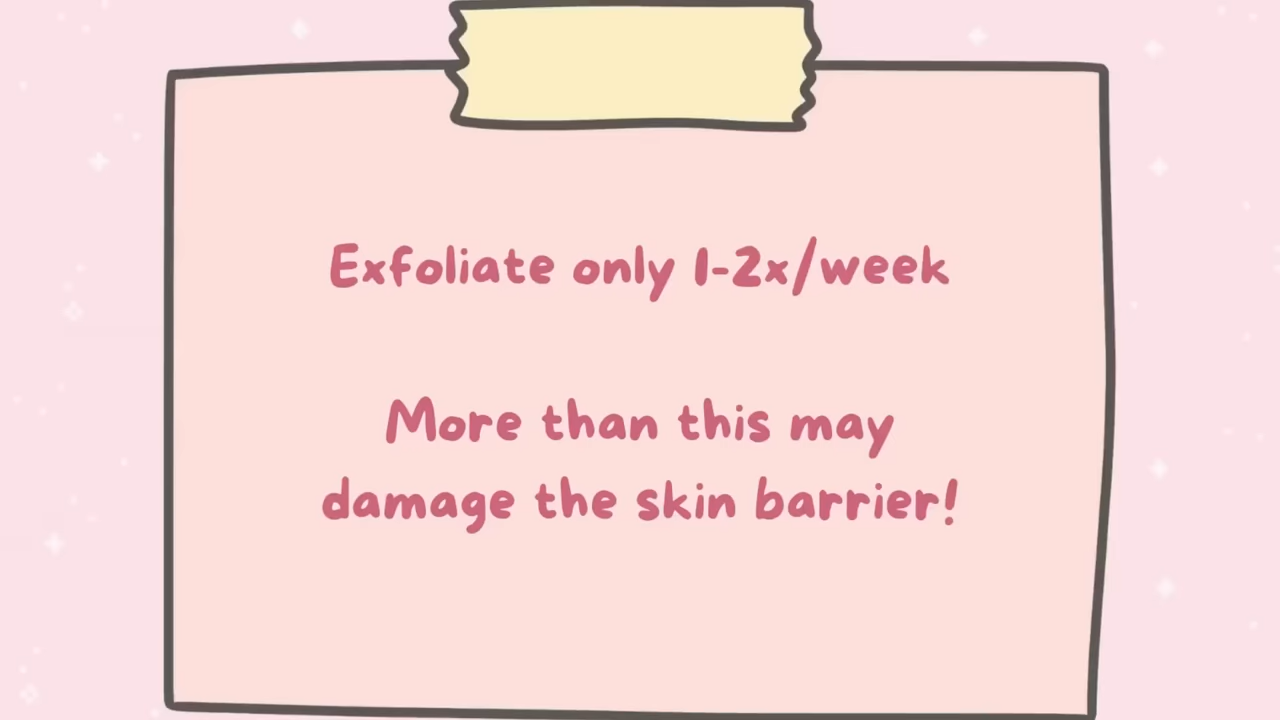 Exfoliate only 1-2x/week
More than this may
damage the skin barrier!